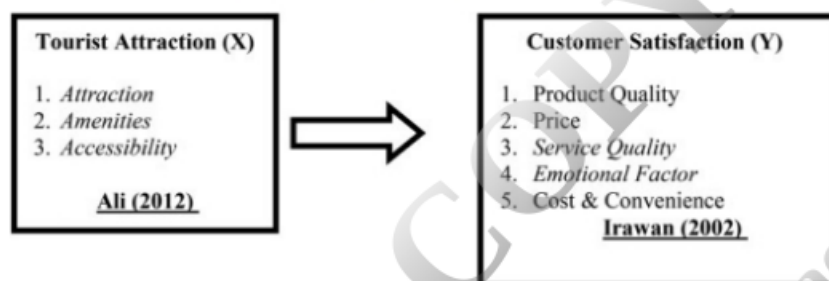 Tourist Attraction (X)
1. Attraction
2. Amenities
3. Accessibility
Ali (2012)
Customer Satisfaction (Y)
1. Product Quality
2. Price
3. Service Quality
4. Emotional Factor
5. Cost & Convenience
Irawan (2002)
COPY